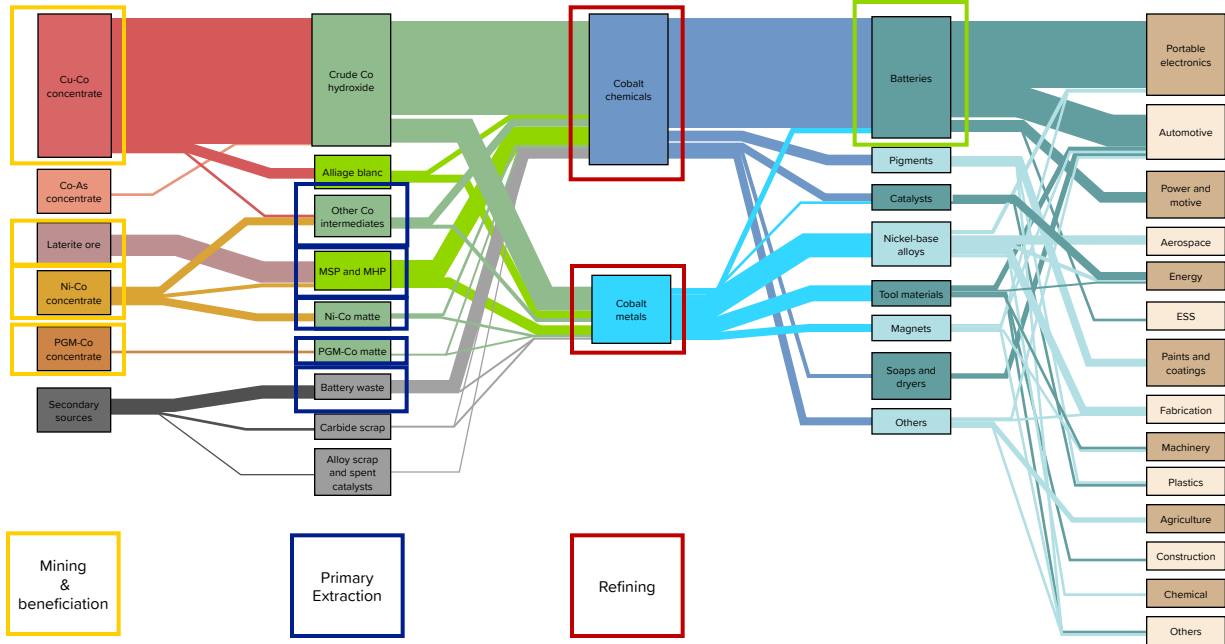 Cu-Co
concentrate
Co-As
concentrate
Laterite ore
Ni-Co
concentrate
PGM-Co
concentrate
Secondary
sources
Crude Co
hydroxide
Alliage blanc
Other Co
intermediates
MSP and MHP
Ni-Co matte
PGM-Co matte
Battery waste
Carbide scrap
Alloy scrap
and spent
catalysts
Cobalt
chemicals
Cobalt
metals
Batteries
Pigments
Catalysts
Nickel-base
alloys
Tool materials
Magnets
Soaps and
dryers
Others
Portable
electronics
Automotive
Power and
motive
Aerospace
Energy
ESS
Paints and
coatings
Fabrication
Machinery
Plastics
Agriculture
Construction
Chemical
Others
Mining
&
beneficiation
Primary
Extraction
Refining